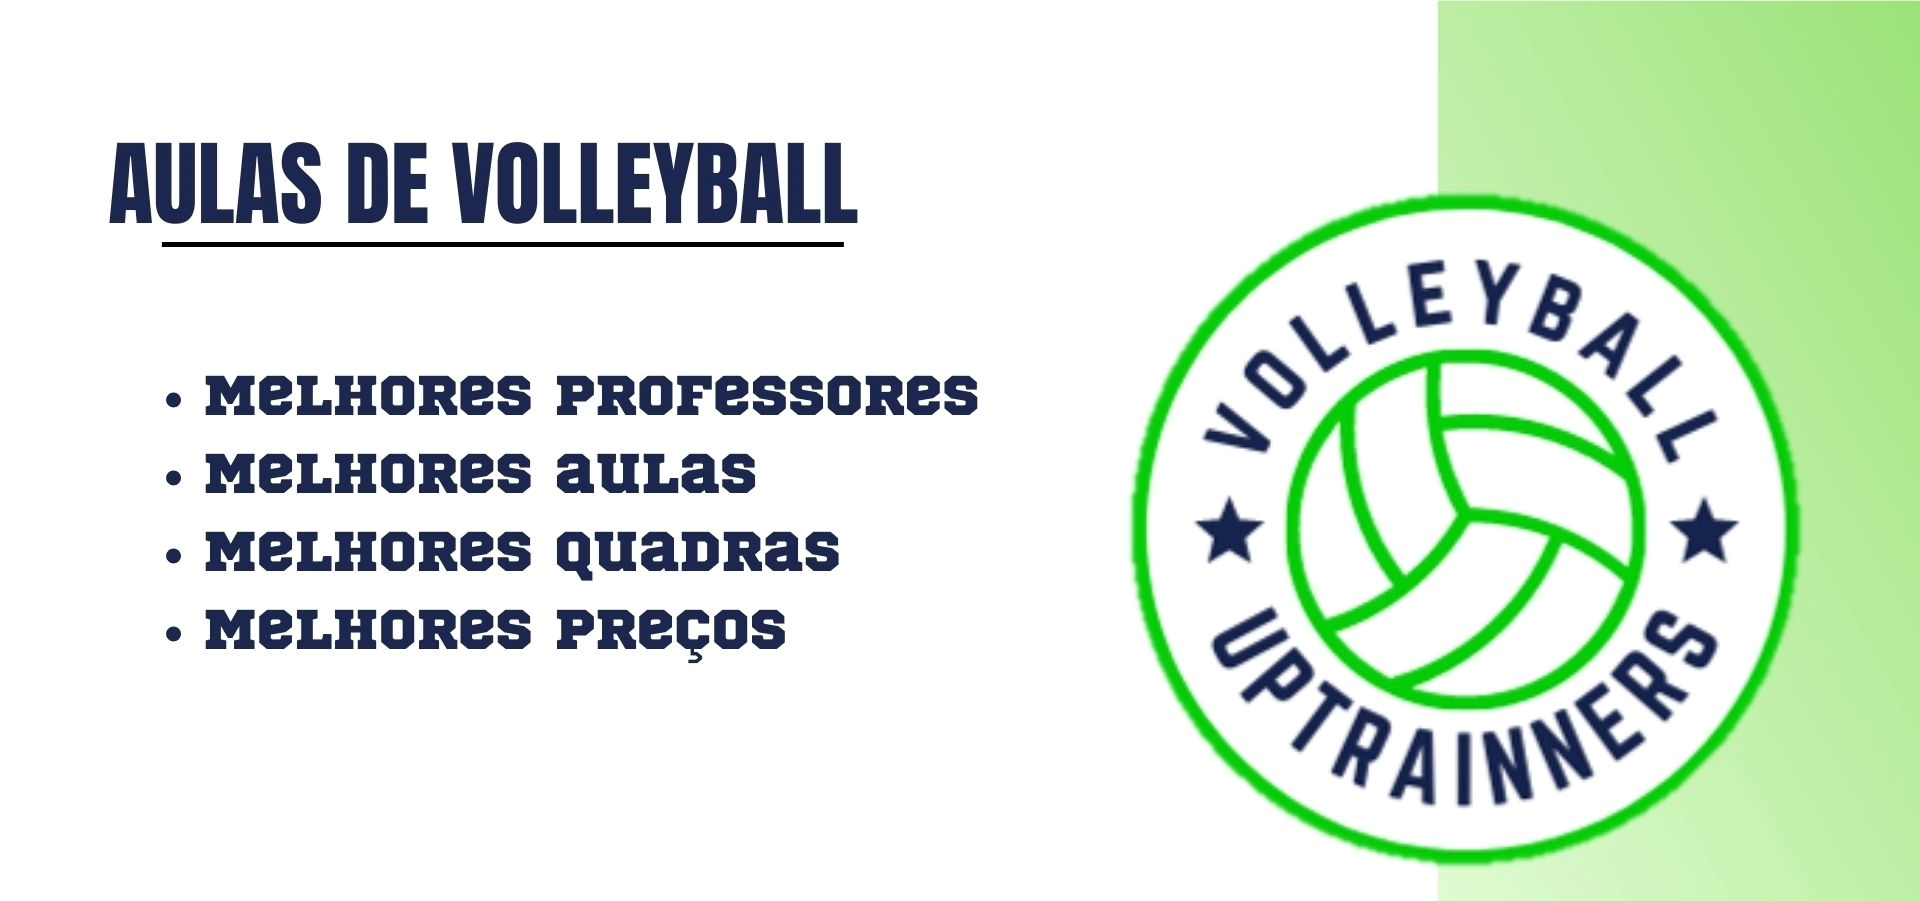 AULAS DE VOLLEYBALL
• MELHORES PROFESSORES
• MELHORES AULAS
• MELHORES QUADRAS
• MELHORES PREÇOS
VOLLEYBALL
UPTRAINNERS